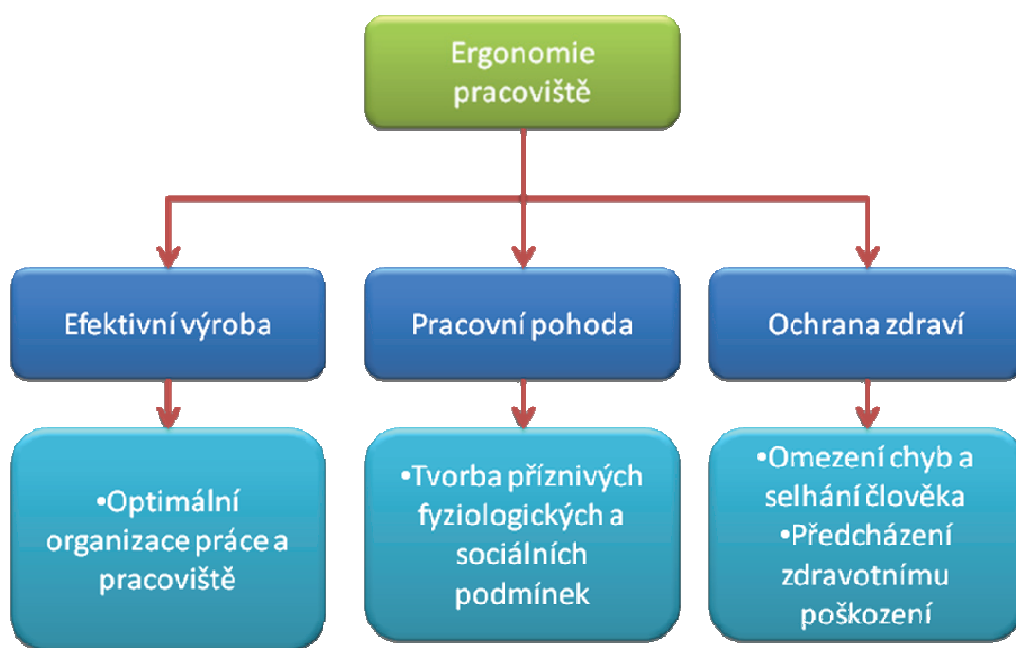 Ergonomie
pracoviště
Efektivní výroba
Pracovní pohoda
Ochrana zdraví
•Optimální
organizace práce a
pracoviště
•Tvorba příznivých
fyziologických a
sociálních
podmínek
•Omezení chyb a
selhání člověka
•Předcházení
zdravotnímu
poškození